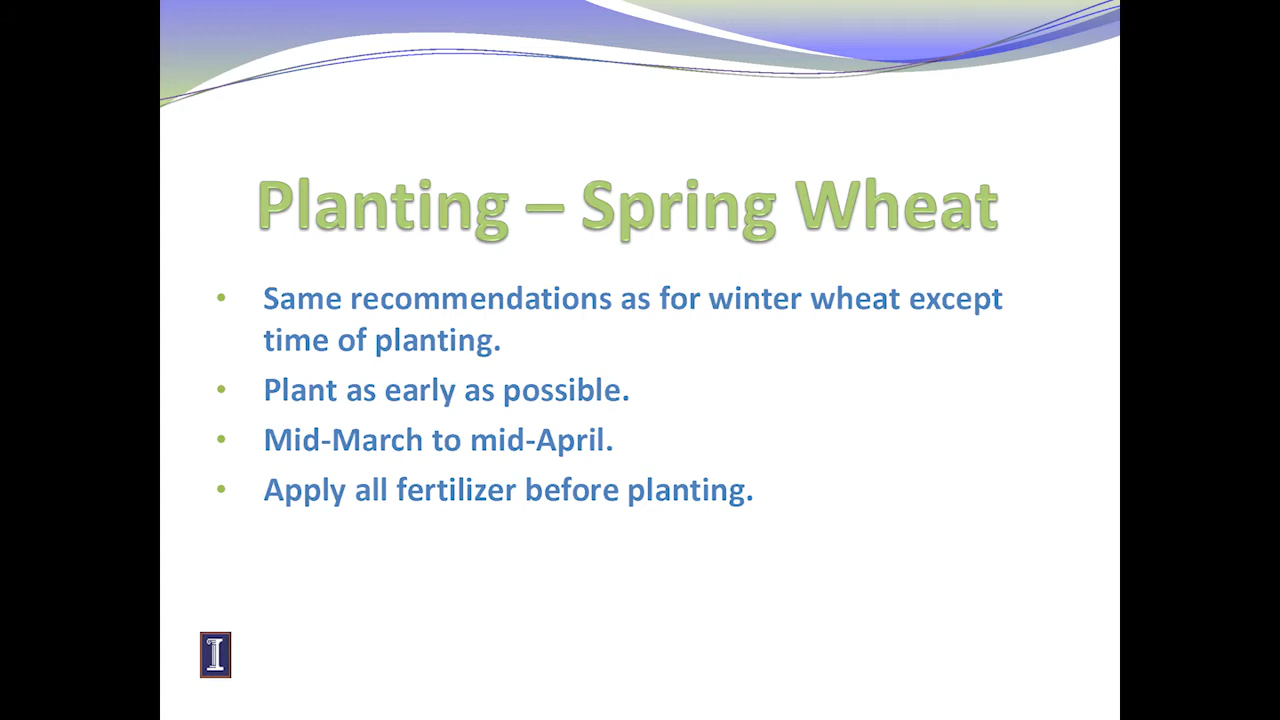 Planting – Spring Wheat
• Same recommendations as for winter wheat except
time of planting.
• Plant as early as possible.
• Mid-March to mid-April.
• Apply all fertilizer before planting.
I